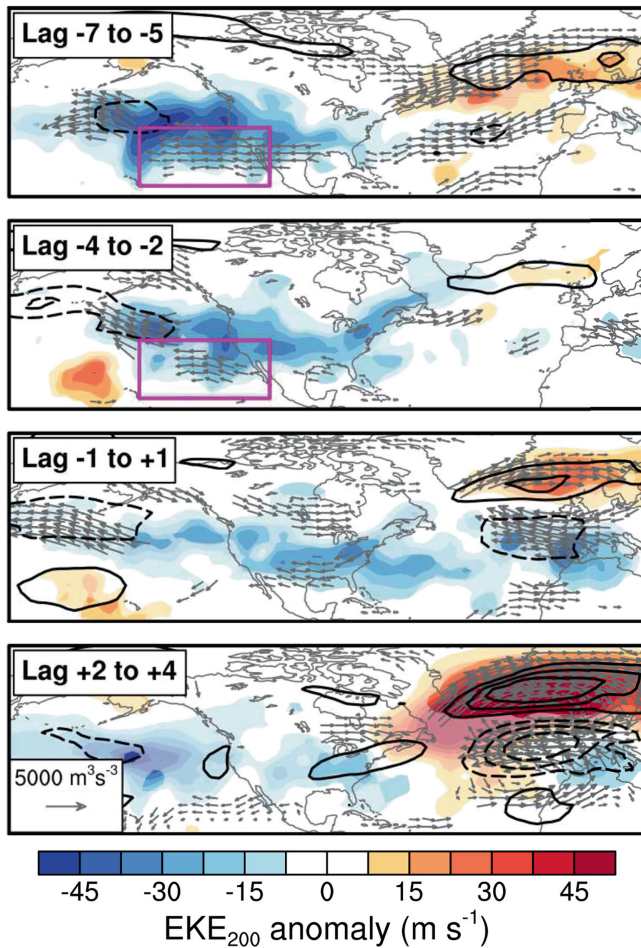 Lag -7 to -5
Lag -4 to -2
Lag -1 to +1
Lag +2 to +4
5000 m³s⁻³
-45 -30 -15 0 15 30 45
EKE₂₀₀ anomaly (m s⁻¹)